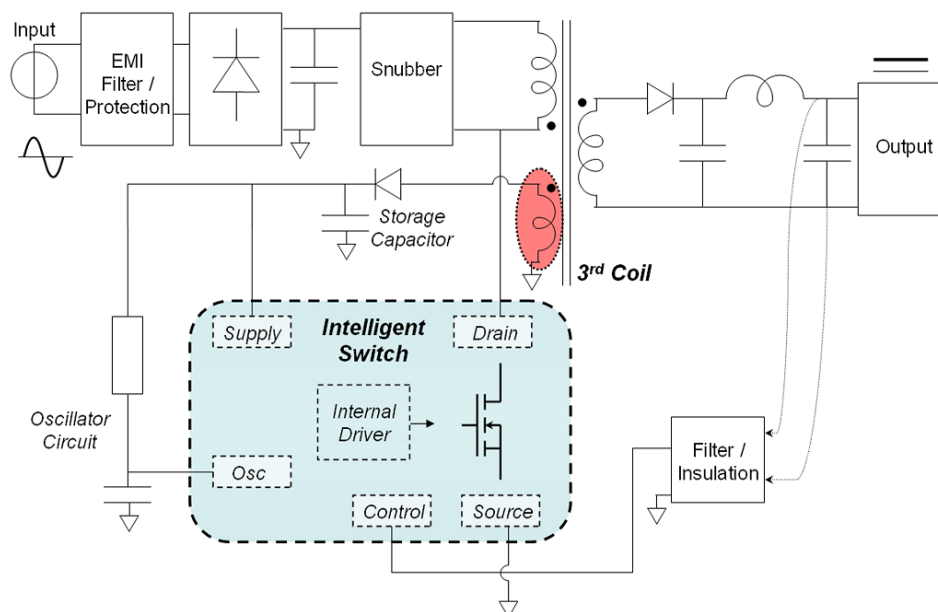 Input
EMI
Filter /
Protection
Snubber
Output
Storage
Capacitor
3rd Coil
Supply
Intelligent
Switch
Drain
Internal
Driver
Oscillator
Circuit
Osc
Control
Source
Filter /
Insulation